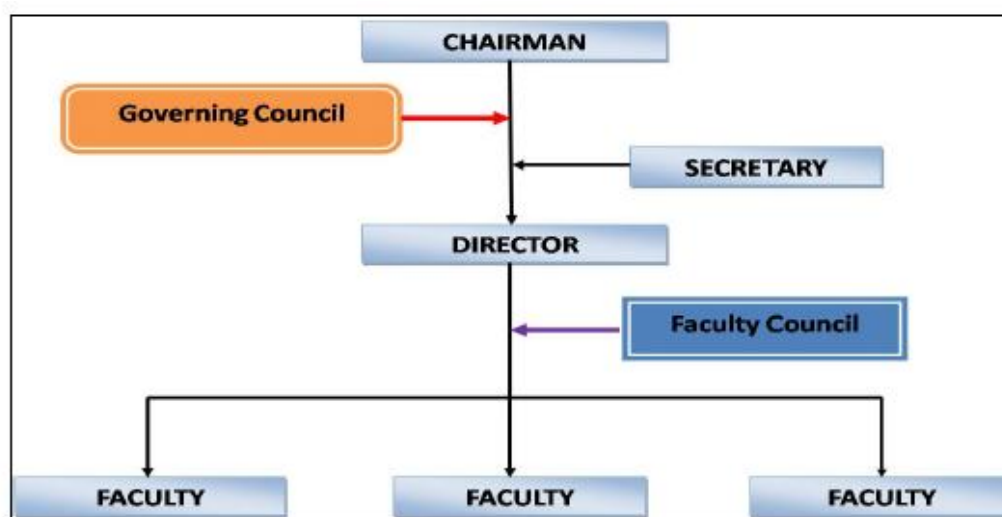 CHAIRMAN
Governing Council
SECRETARY
DIRECTOR
Faculty Council
FACULTY
FACULTY
FACULTY